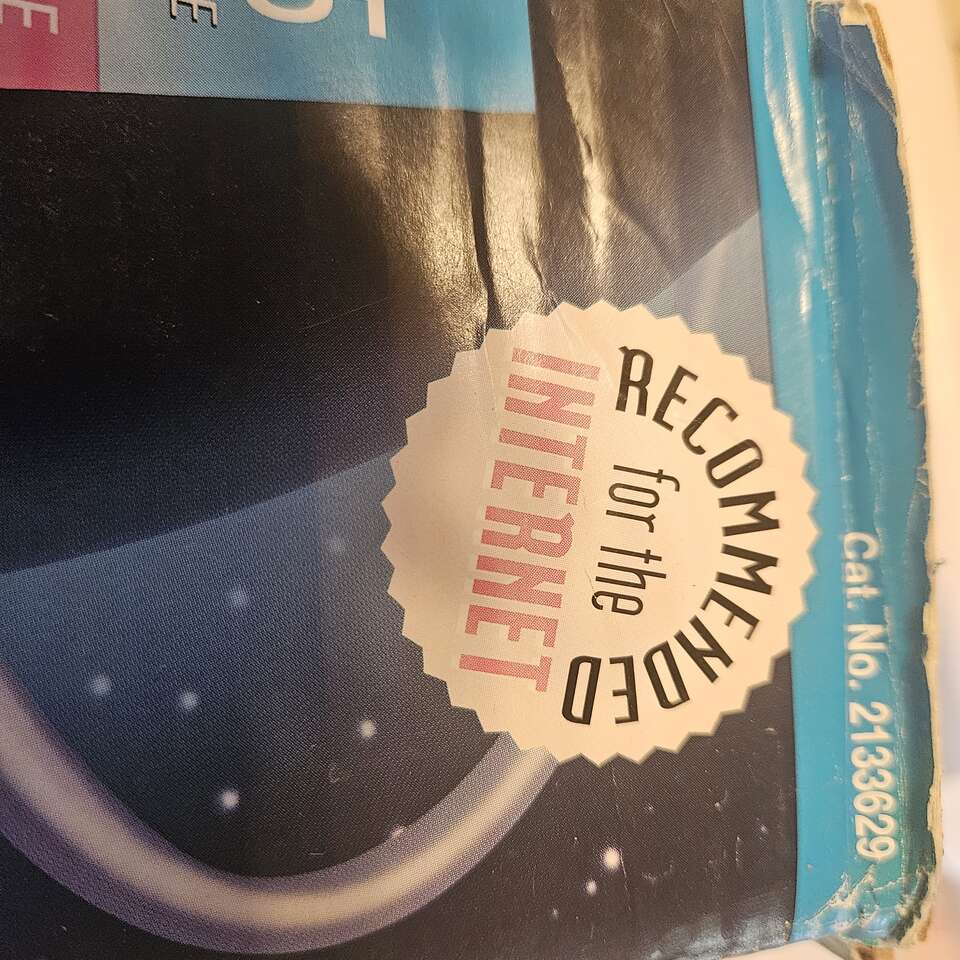 Cat. No. 2133629
RECOMMENDED
for the
INTERNET